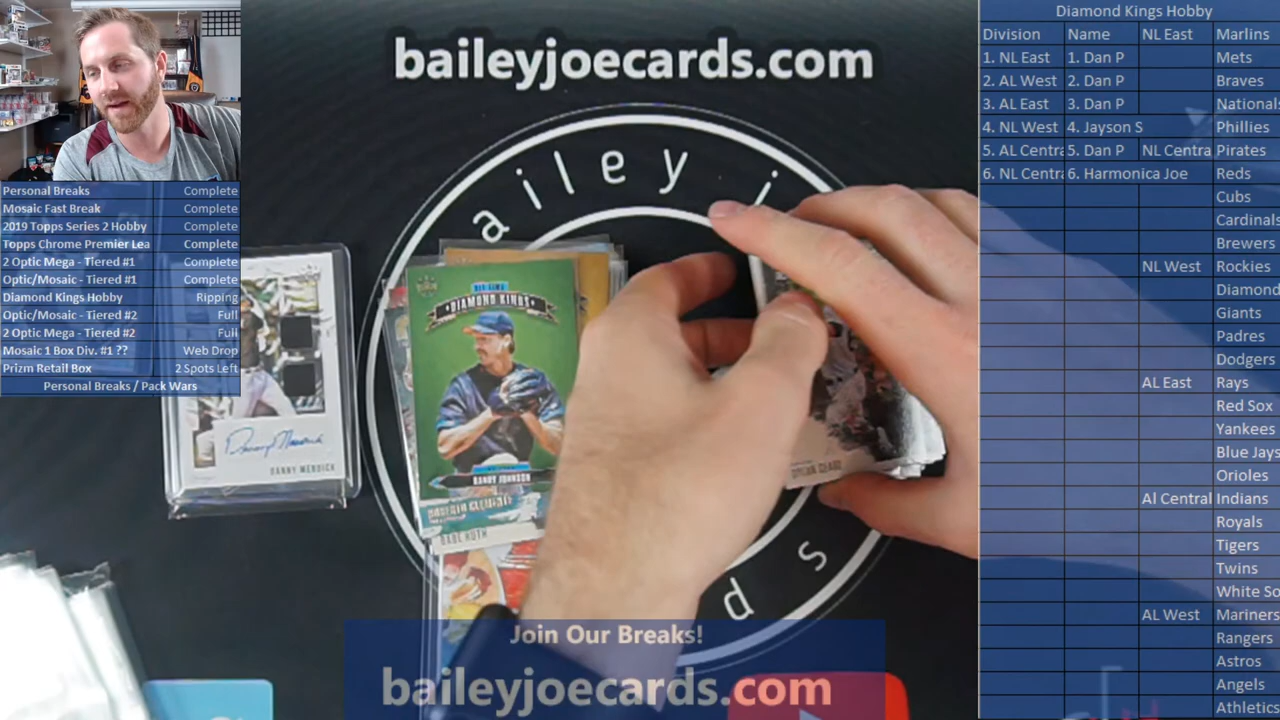 baileyjoecards.com
Personal Breaks Complete
Mosaic Fast Break Complete
2019 Topps Series 2 Hobby Complete
Topps Chrome Premier Lea Complete
2 Optic Mega - Tiered #1 Complete
Optic/Mosaic - Tiered #1 Complete
Diamond Kings Hobby Ripping
Optic/Mosaic - Tiered #2 Full
2 Optic Mega - Tiered #2 Full
Mosaic 1 Box Div. #1 ?? Web Drop
Prizm Retail Box 2 Spots Left
Personal Breaks / Pack Wars
bailey j
DIAMOND KINGS
RANDY JOHNSON
BABE RUTH
DANNY MENDICK
DYLAN CEASE
ds
Join Our Breaks!
baileyjoecards.com
Diamond Kings Hobby
Division Name NL East Marlins
1. NL East 1. Dan P Mets
2. AL West 2. Dan P Braves
3. AL East 3. Dan P Nationals
4. NL West 4. Jayson S Phillies
5. AL Centra 5. Dan P NL Centra Pirates
6. NL Centra 6. Harmonica Joe Reds
Cubs
Cardinals
Brewers
NL West Rockies
Diamond
Giants
Padres
Dodgers
AL East Rays
Red Sox
Yankees
Blue Jays
Orioles
Al Central Indians
Royals
Tigers
Twins
White So
AL West Mariners
Rangers
Astros
Angels
Athletics